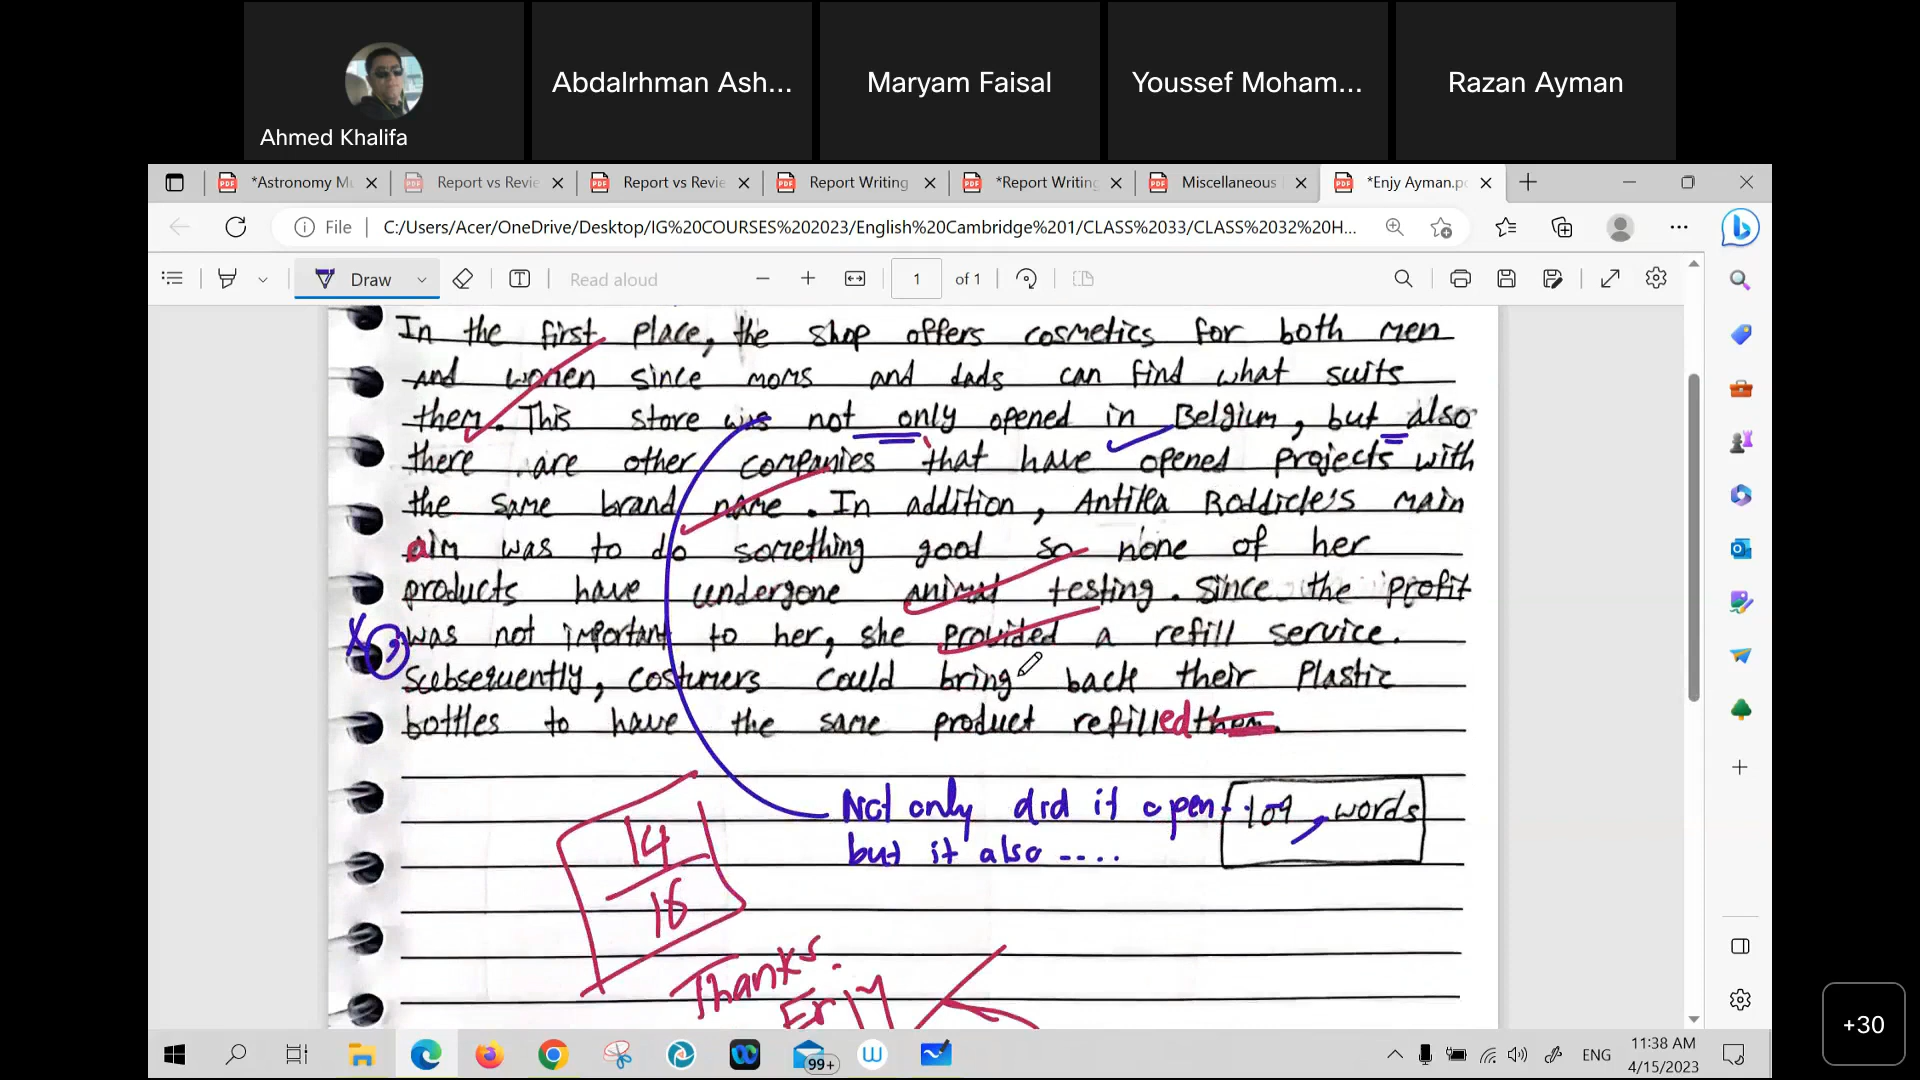 Ahmed Khalifa
Abdalrhman Ash...
Maryam Faisal
Youssef Moham...
Razan Ayman
*Astronomy Mu
Report vs Revie
Report vs Revie
Report Writing
*Report Writing
Miscellaneous
*Enjy Ayman.p
File
C:/Users/Acer/OneDrive/Desktop/IG%20COURSES%202023/English%20Cambridge%201/CLASS%2033/CLASS%2032%20H...
Draw
Read aloud
1
of 1
In the first place, the shop offers cosmetics for both men
and women since moms and dads can find what suits
them. This store was not only opened in Belgium, but also
there are other companies that have opened projects with
the same brand name. In addition, Antika Roddicle's main
aim was to do something good so none of her
products have undergone animal testing. Since the profit
x , was not important to her, she provided a refill service.
Subsequently, costumers could bring back their plastic
bottles to have the same product refilled them.
Not only did it open
109 words
but it also ....
14
16
Thanks
Enjy
+30
99+
ENG
11:38 AM
4/15/2023